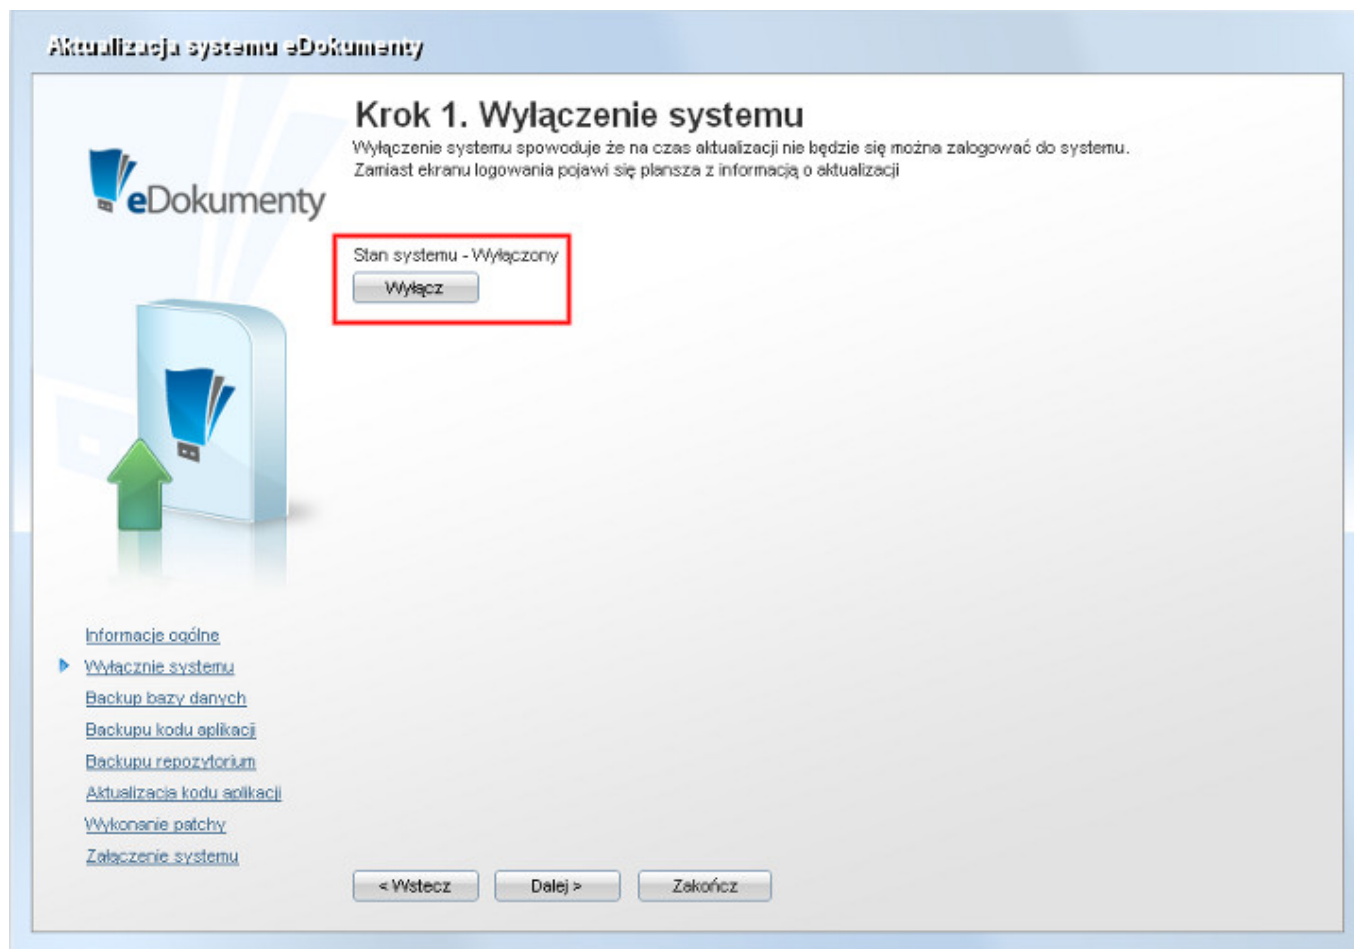 Aktualizacja systemu eDokumenty
eDokumenty
Krok 1. Wyłączenie systemu
Wyłączenie systemu spowoduje że na czas aktualizacji nie będzie się można zalogować do systemu.
Zamiast ekranu logowania pojawi się plansza z informacją o aktualizacji
Stan systemu - Wyłączony
Wyłącz
Informacje ogólne
Wyłącznie systemu
Backup bazy danych
Backupu kodu aplikacji
Backupu repozytorium
Aktualizacja kodu aplikacji
Wykonanie patchy
Załączenie systemu
< Wstecz
Dalej >
Zakończ